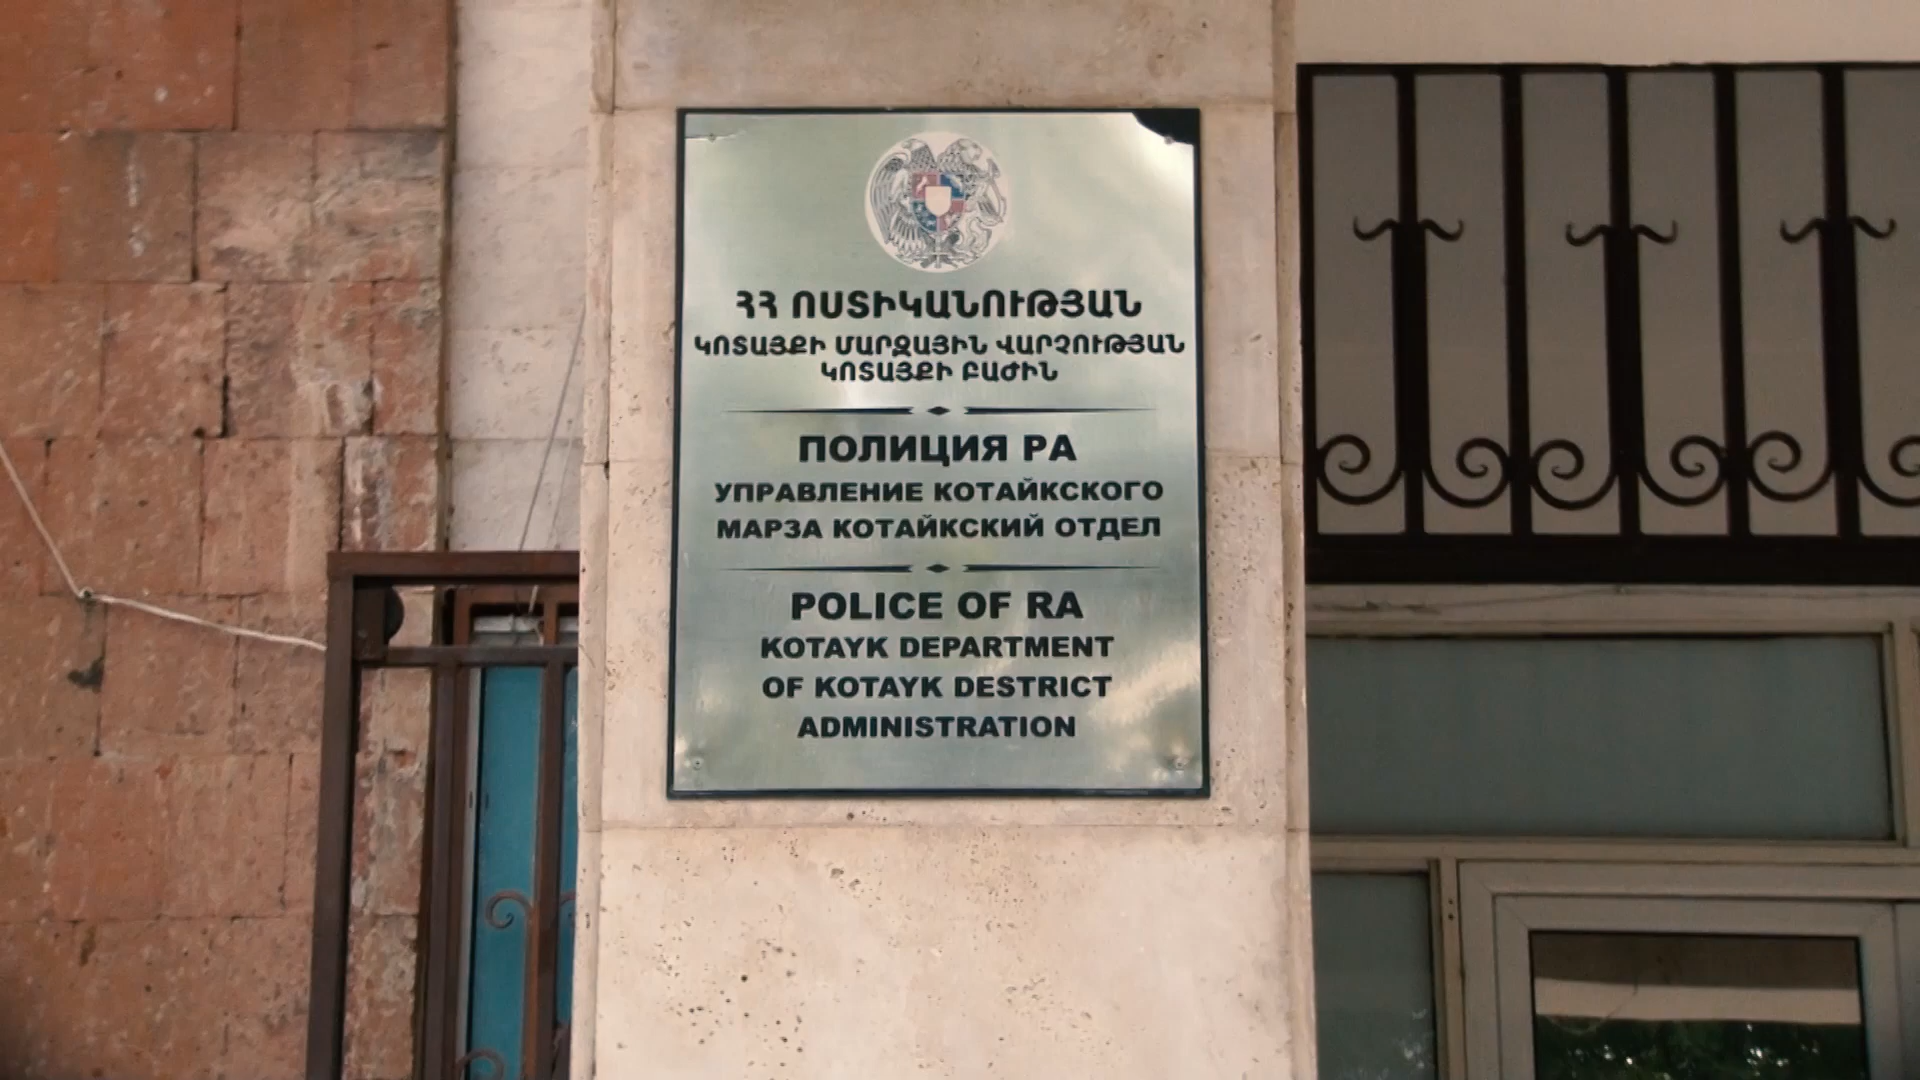 ՀՀ ՈՍՏԻԿԱՆՈՒԹՅԱՆ
ԿՈՏԱՅՔԻ ՄԱՐԶԱՅԻՆ ՎԱՐՉՈՒԹՅԱՆ
ԿՈՏԱՅՔԻ ԲԱԺԻՆ
ПОЛИЦИЯ РА
УПРАВЛЕНИЕ КОТАЙКСКОГО
МАРЗА КОТАЙКСКИЙ ОТДЕЛ
POLICE OF RA
KOTAYK DEPARTMENT
OF KOTAYK DESTRICT
ADMINISTRATION